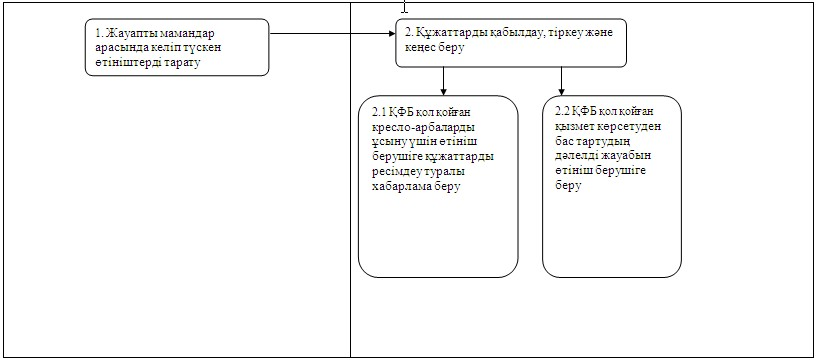 1. Жауапты мамандар
арасында келіп түскен
өтініштерді тарату
2. Құжаттарды қабылдау, тіркеу және
кеңес беру
2.1 ҚФБ қол қойған
кресло-арбаларды
ұсыну үшін өтініш
берушіге құжаттарды
ресімдеу туралы
хабарлама беру
2.2 ҚФБ қол қойған
қызмет көрсетуден
бас тартудың
дәлелді жауабын
өтініш берушіге
беру